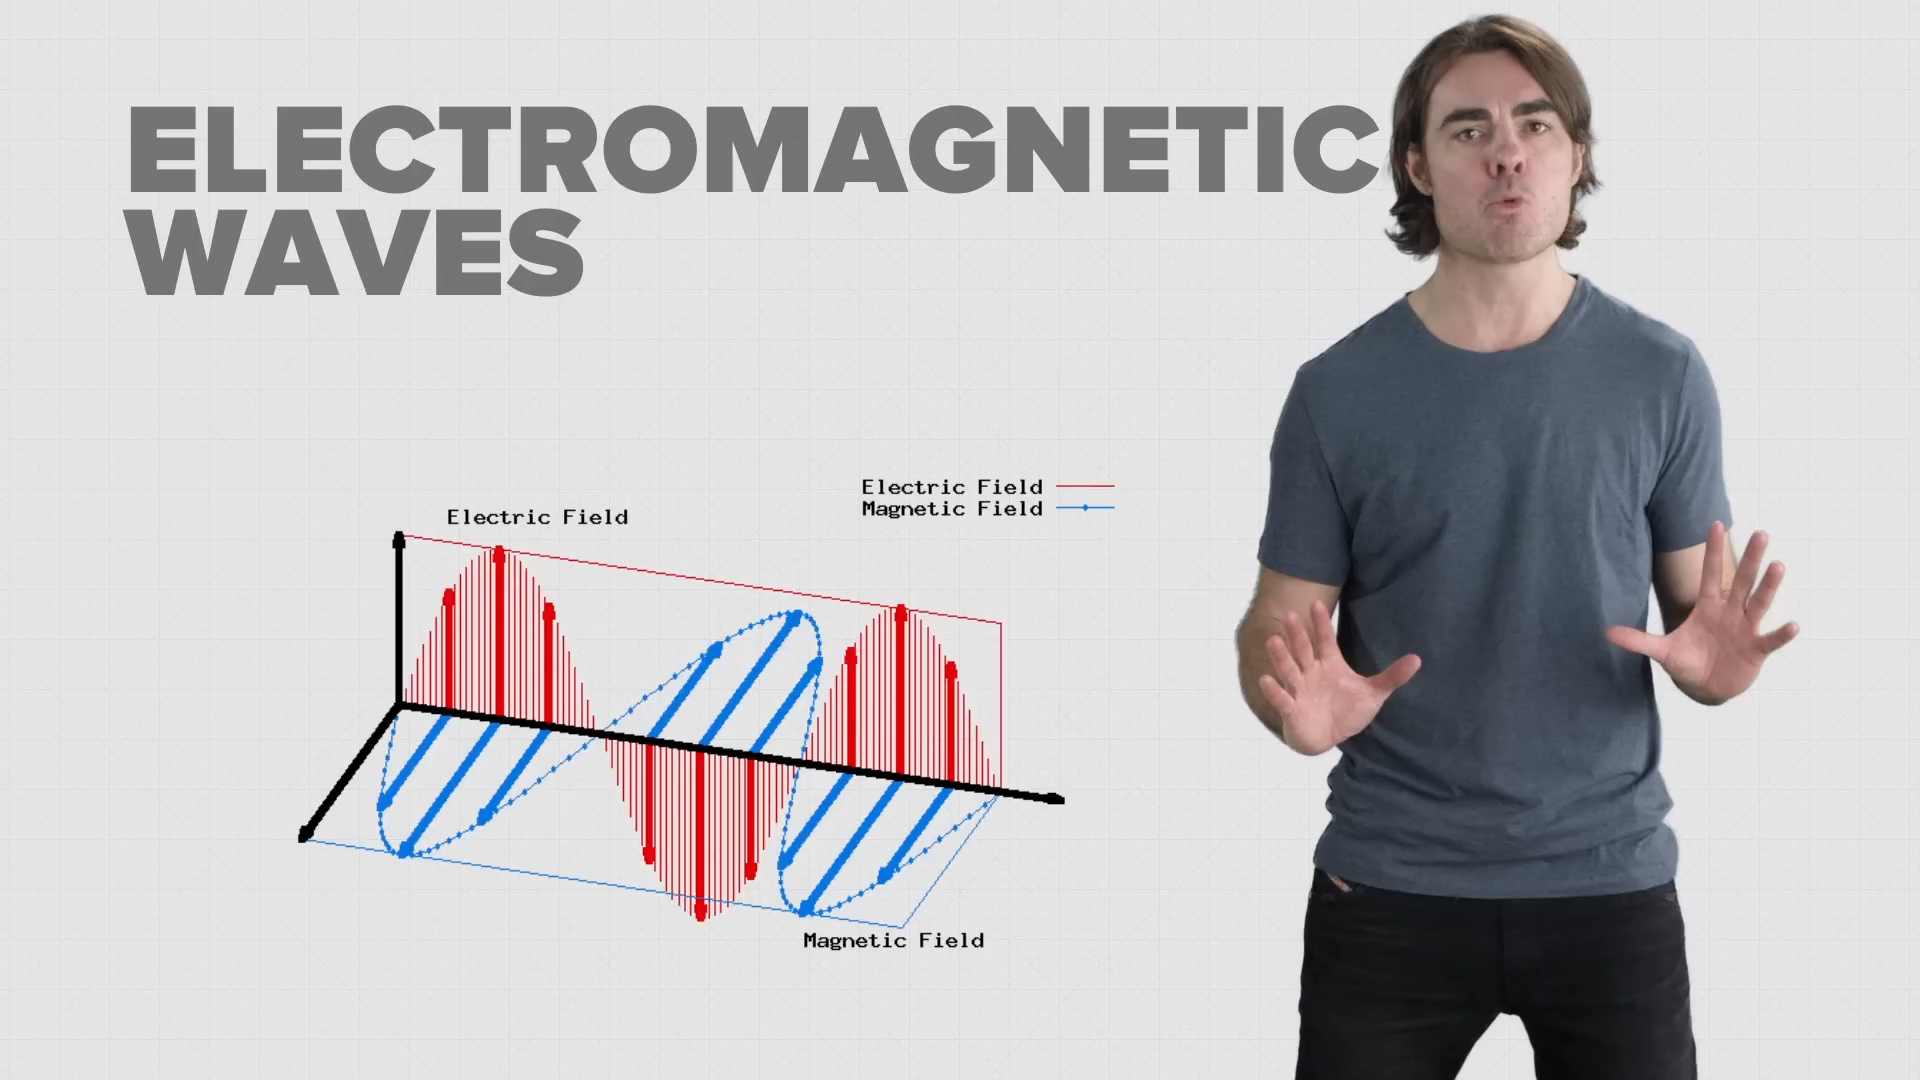 ELECTROMAGNETIC
WAVES
Electric Field
Magnetic Field
Electric Field
Magnetic Field